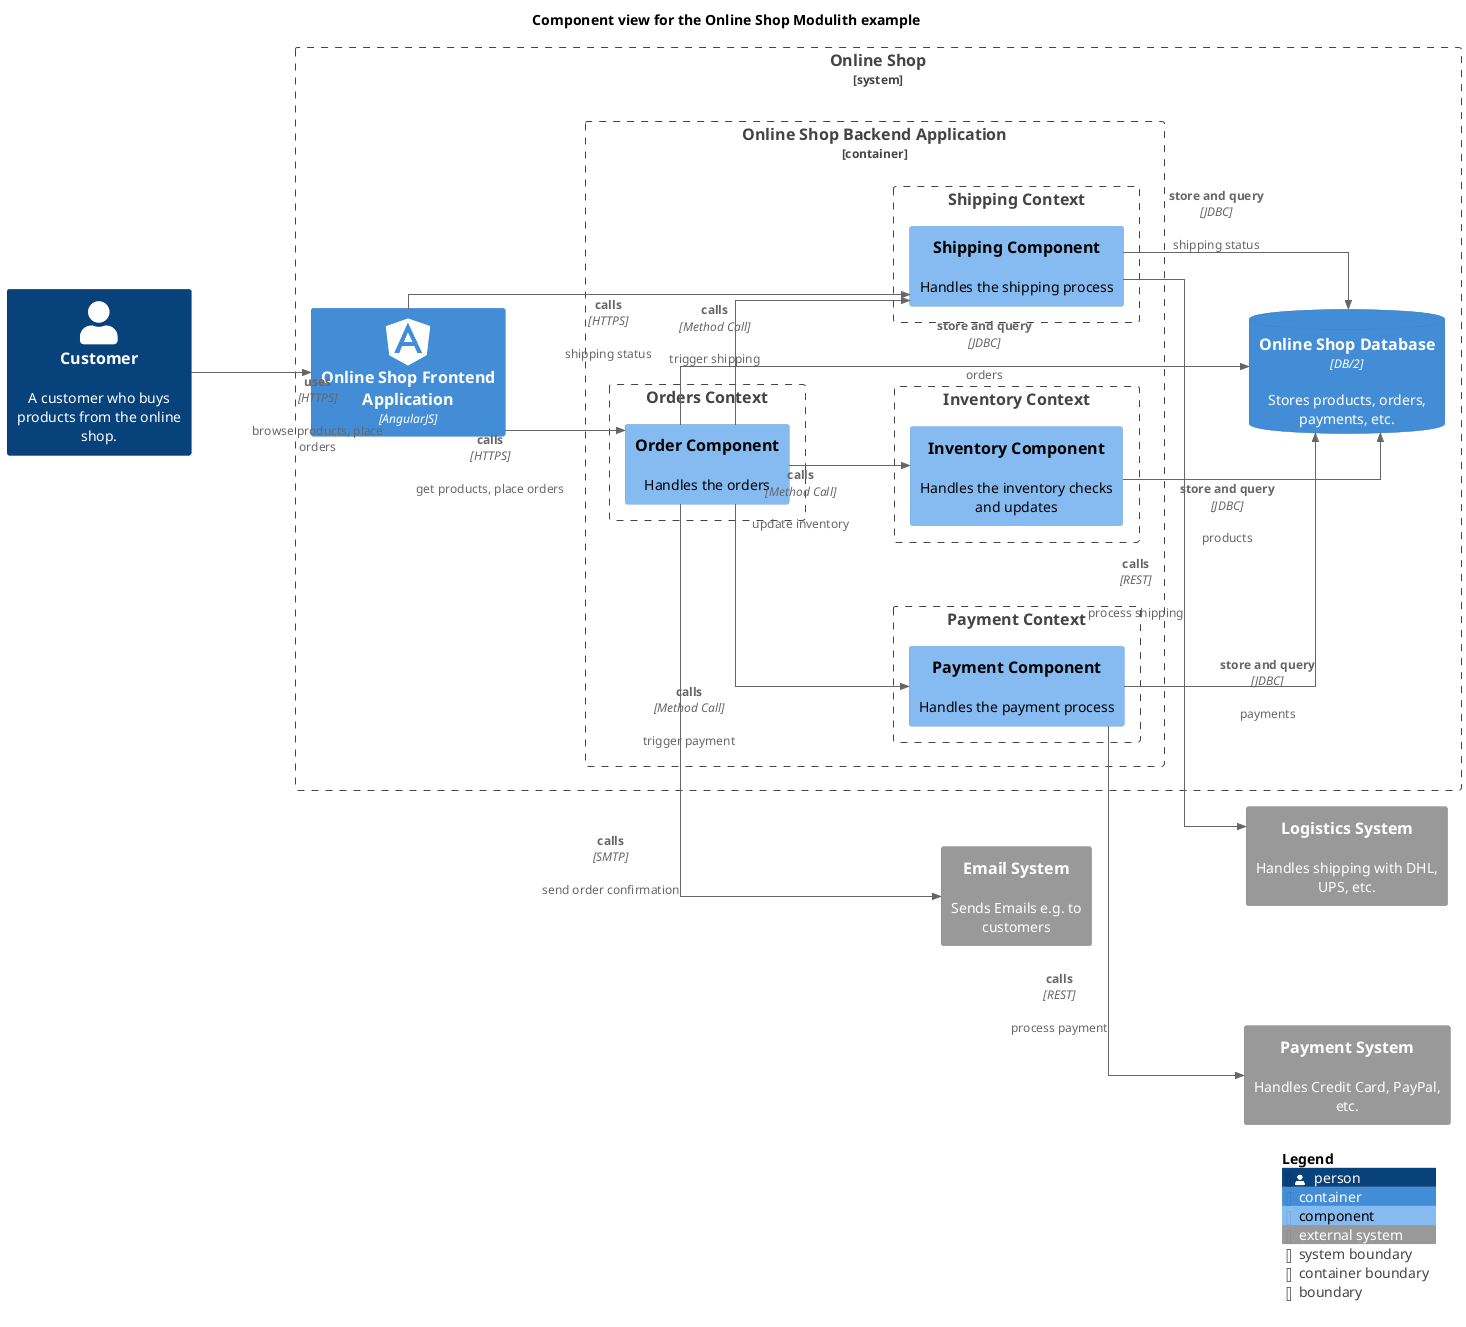 Component view for the Online Shop Modulith example
Online Shop
[system]
Online Shop Backend Application
[container]
Shipping Context
Shipping Component
Handles the shipping process
store and query
[JDBC]
shipping status
Customer
A customer who buys
products from the online
shop.
uses
[HTTPS]
browse products, place
orders
Online Shop Frontend
Application
[AngularJS]
calls
[HTTPS]
shipping status
calls
[Method Call]
trigger shipping
store and query
[JDBC]
orders
Online Shop Database
[DB/2]
Stores products, orders,
payments, etc.
calls
[HTTPS]
get products, place orders
Orders Context
Order Component
Handles the orders
calls
[Method Call]
update inventory
Inventory Context
Inventory Component
Handles the inventory checks
and updates
store and query
[JDBC]
products
calls
[REST]
process shipping
Payment Context
Payment Component
Handles the payment process
calls
[Method Call]
trigger payment
store and query
[JDBC]
payments
calls
[SMTP]
send order confirmation
Email System
Sends Emails e.g. to
customers
Logistics System
Handles shipping with DHL,
UPS, etc.
calls
[REST]
process payment
Payment System
Handles Credit Card, PayPal,
etc.
Legend
person
container
component
external system
system boundary
container boundary
boundary